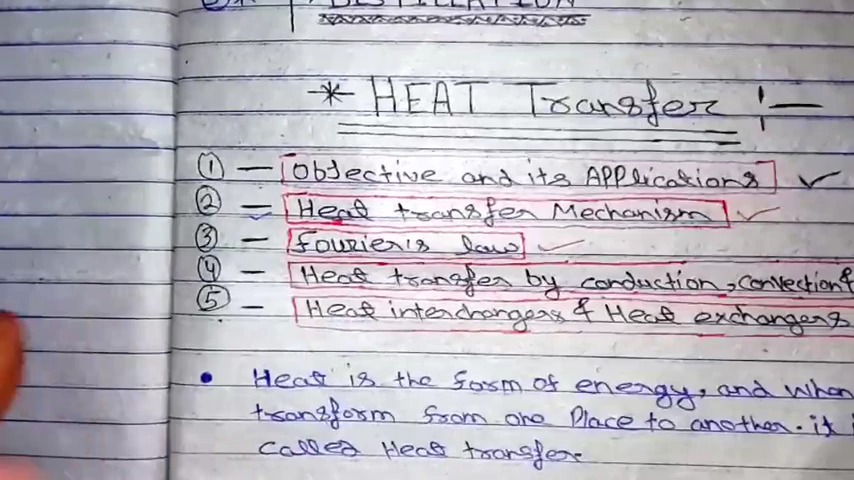 DISTILLATION
* HEAT Transfer :-
① - Objective and its APPlications ✓
② - Heat transfer Mechanism ✓
③ - Fourier's law ✓
④ - Heat transfer by conduction, convection &
⑤ - Heat interchangers & Heat exchangers
• Heat is the form of energy, and when
transform from one Place to another. it i
called Heat transfer.